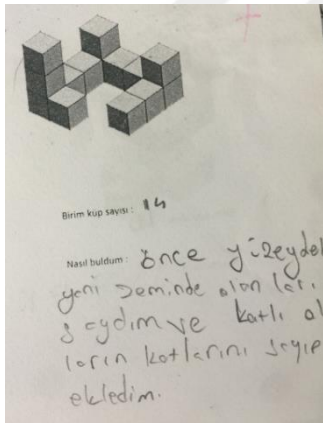 Birim küp sayısı : 14
Nasıl buldum : önce yüzeydel
yani zeminde olan ları
saydım ve katlı ol
ların katlarını sayıp
ekledim.